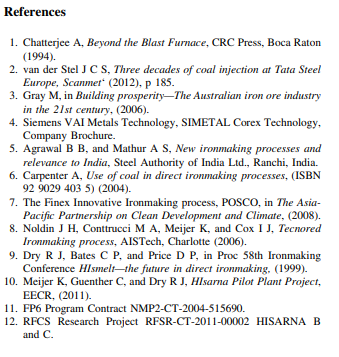 References
1. Chatterjee A, Beyond the Blast Furnace, CRC Press, Boca Raton
(1994).
2. van der Stel J C S, Three decades of coal injection at Tata Steel
Europe, Scanmet‘ (2012), p 185.
3. Gray M, in Building prosperity—The Australian iron ore industry
in the 21st century, (2006).
4. Siemens VAI Metals Technology, SIMETAL Corex Technology,
Company Brochure.
5. Agrawal B B, and Mathur A S, New ironmaking processes and
relevance to India, Steel Authority of India Ltd., Ranchi, India.
6. Carpenter A, Use of coal in direct ironmaking processes, (ISBN
92 9029 403 5) (2004).
7. The Finex Innovative Ironmaking process, POSCO, in The Asia-
Pacific Partnership on Clean Development and Climate, (2008).
8. Noldin J H, Conttrucci M A, Meijer K, and Cox I J, Tecnored
Ironmaking process, AISTech, Charlotte (2006).
9. Dry R J, Bates C P, and Price D P, in Proc 58th Ironmaking
Conference HIsmelt—the future in direct ironmaking, (1999).
10. Meijer K, Guenther C, and Dry R J, HIsarna Pilot Plant Project,
EECR, (2011).
11. FP6 Program Contract NMP2-CT-2004-515690.
12. RFCS Research Project RFSR-CT-2011-00002 HISARNA B
and C.